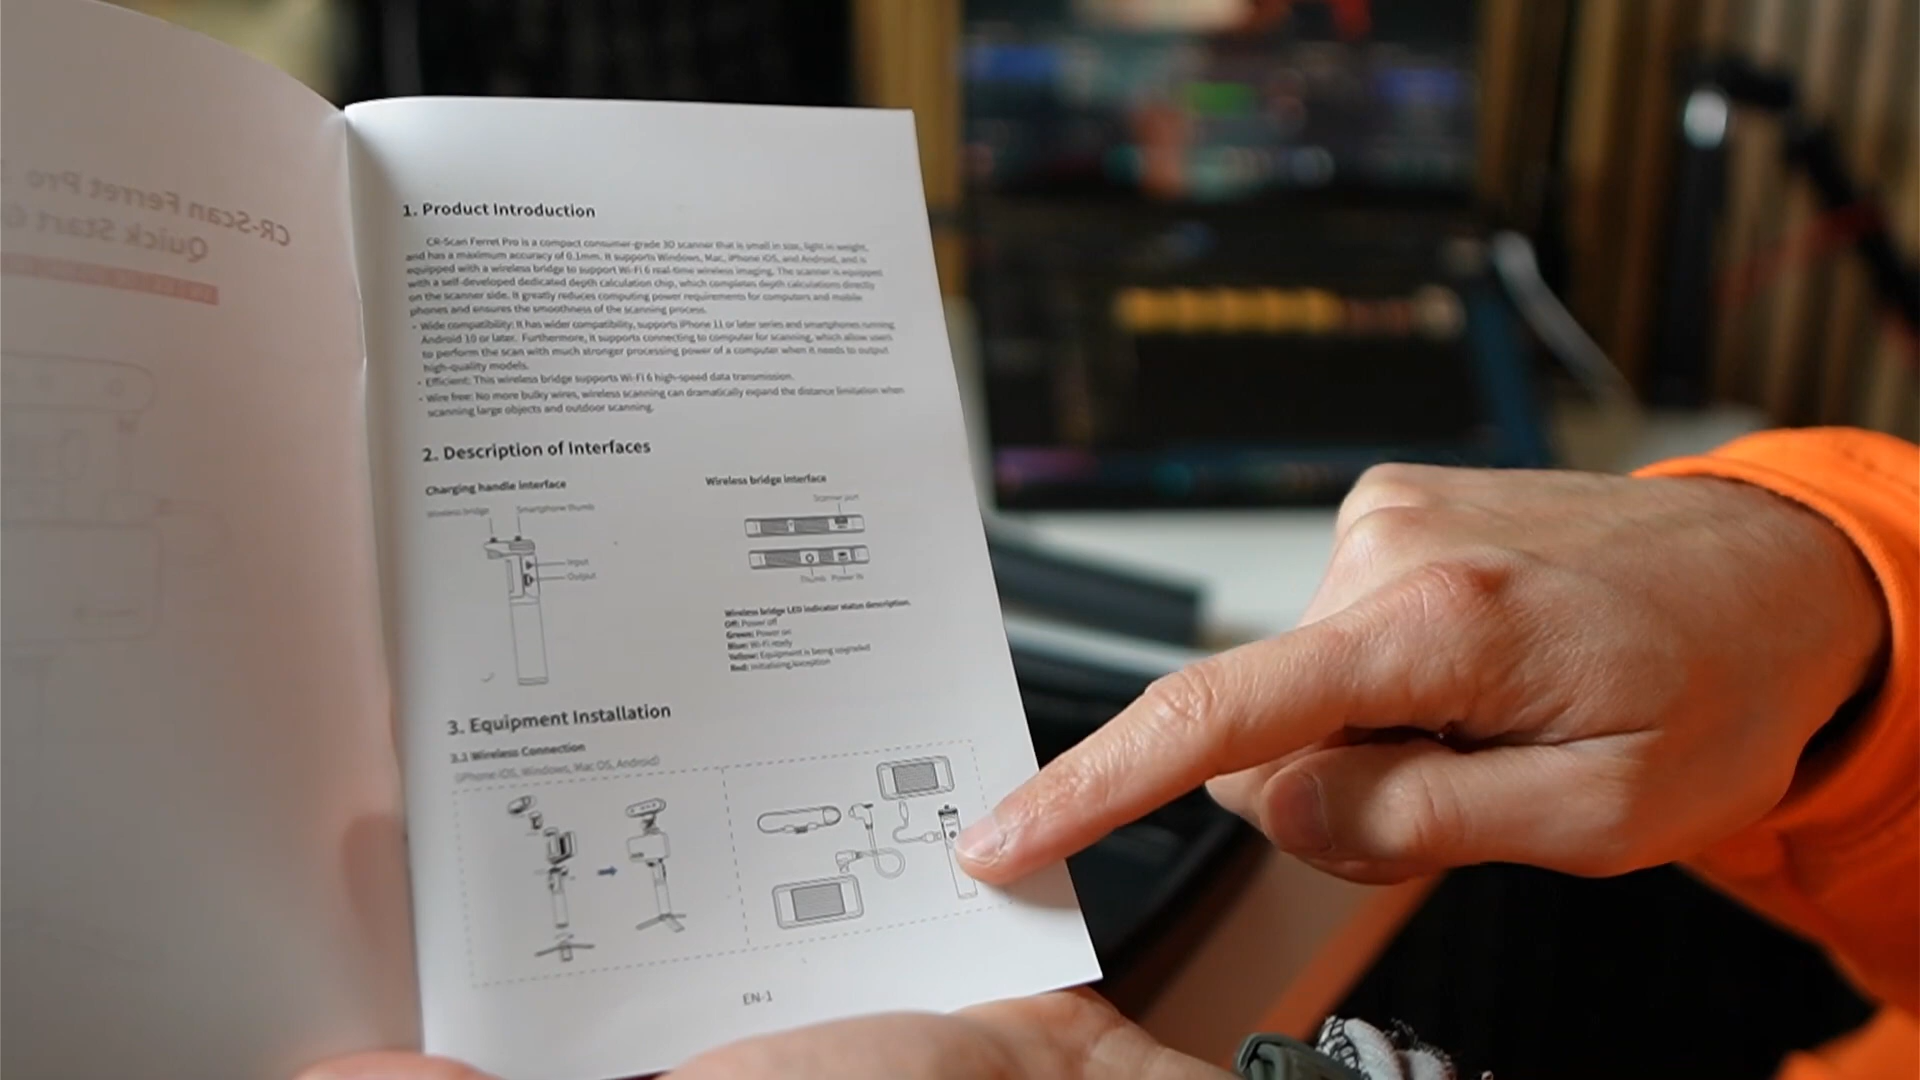 CR-Scan Ferret Pro
Quick Start G
1. Product Introduction
CR-Scan Ferret Pro is a compact consumer-grade 3D scanner that is small in size, light in weight,
and has a maximum accuracy of 0.1mm. It supports Windows, Mac, iPhone iOS, and Android, and is
equipped with a wireless bridge to support Wi-Fi 6 real-time wireless imaging. The scanner is equipped
with a self-developed dedicated depth calculation chip, which completes depth calculations directly
on the scanner side. It greatly reduces computing power requirements for computers and mobile
phones and ensures the smoothness of the scanning process.
• Wide compatibility: It has wider compatibility, supports iPhone 11 or later series and smartphones running
Android 10 or later. Furthermore, it supports connecting to computer for scanning, which allow users
to perform the scan with much stronger processing power of a computer when it needs to output
high-quality models.
• Efficient: This wireless bridge supports Wi-Fi 6 high-speed data transmission.
• Wire free: No more bulky wires, wireless scanning can dramatically expand the distance limitation when
scanning large objects and outdoor scanning.
2. Description of Interfaces
Charging handle interface
Wireless bridge Smartphone thumb
Input
Output
Wireless bridge interface
Scanner port
Thumb Power IN
Wireless bridge LED indicator status description.
Off: Power off
Green: Power on
Blue: Wi-Fi ready
Yellow: Equipment is being upgraded
Red: Initializing/exception
3. Equipment Installation
3.1 Wireless Connection
(iPhone iOS, Windows, Mac OS, Android)
EN-1